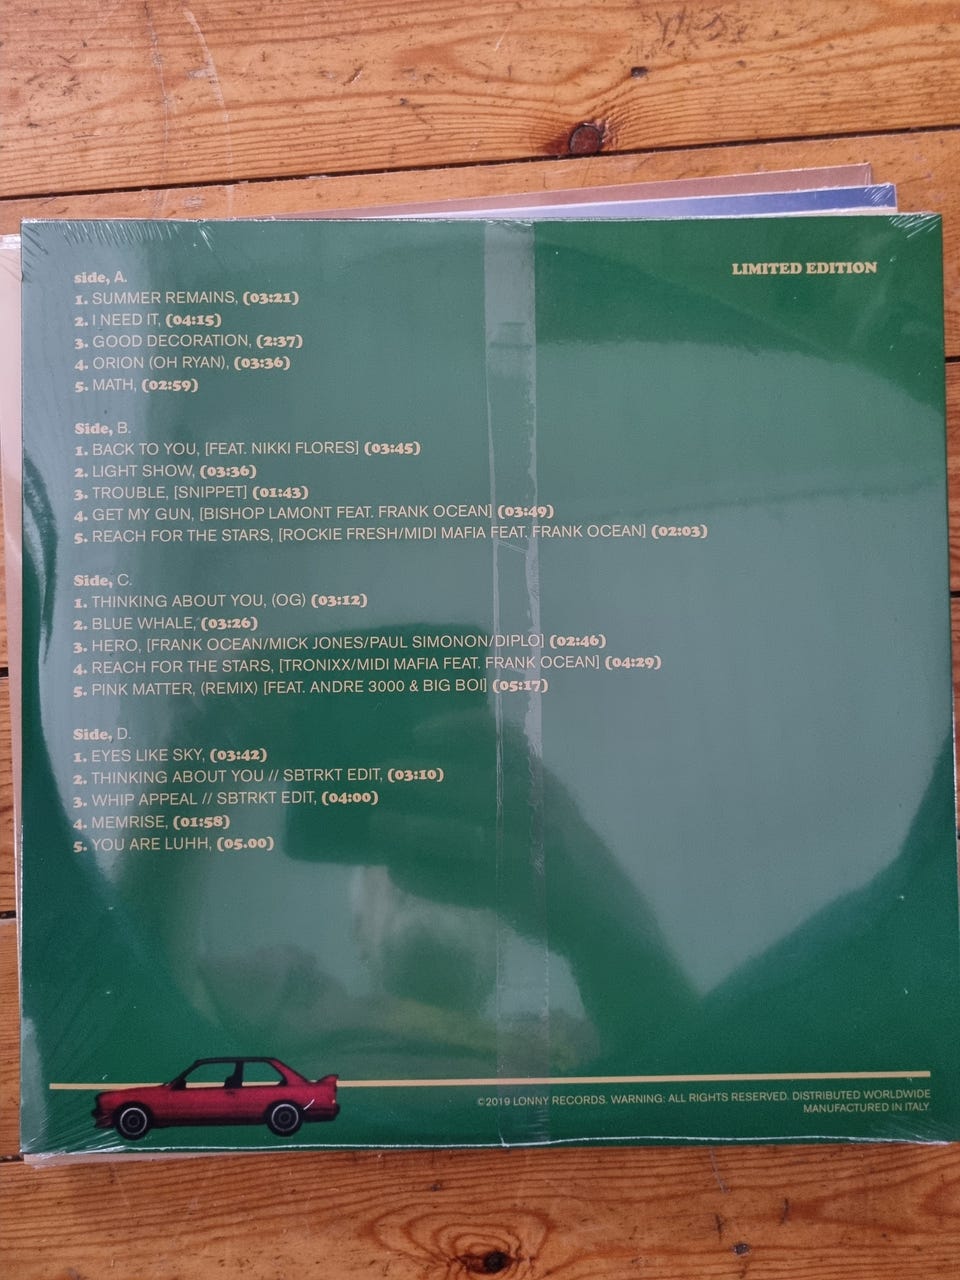 LIMITED EDITION
side, A.
1. SUMMER REMAINS, (03:21)
2. I NEED IT, (04:15)
3. GOOD DECORATION, (2:37)
4. ORION (OH RYAN), (03:36)
5. MATH, (02:59)
Side, B.
1. BACK TO YOU, [FEAT. NIKKI FLORES] (03:45)
2. LIGHT SHOW, (03:36)
3. TROUBLE, [SNIPPET] (01:43)
4. GET MY GUN, [BISHOP LAMONT FEAT. FRANK OCEAN] (03:49)
5. REACH FOR THE STARS, [ROCKIE FRESH/MIDI MAFIA FEAT. FRANK OCEAN] (02:03)
Side, C.
1. THINKING ABOUT YOU, (OG) (03:12)
2. BLUE WHALE, (03:26)
3. HERO, [FRANK OCEAN/MICK JONES/PAUL SIMONON/DIPLO] (02:46)
4. REACH FOR THE STARS, [TRONIXX/MIDI MAFIA FEAT. FRANK OCEAN] (04:29)
5. PINK MATTER, (REMIX) [FEAT. ANDRE 3000 & BIG BOI] (05:17)
Side, D.
1. EYES LIKE SKY, (03:42)
2. THINKING ABOUT YOU // SBTRKT EDIT, (03:10)
3. WHIP APPEAL // SBTRKT EDIT, (04:00)
4. MEMRISE, (01:58)
5. YOU ARE LUHH, (05.00)
©2019 LONNY RECORDS. WARNING: ALL RIGHTS RESERVED. DISTRIBUTED WORLDWIDE
MANUFACTURED IN ITALY.